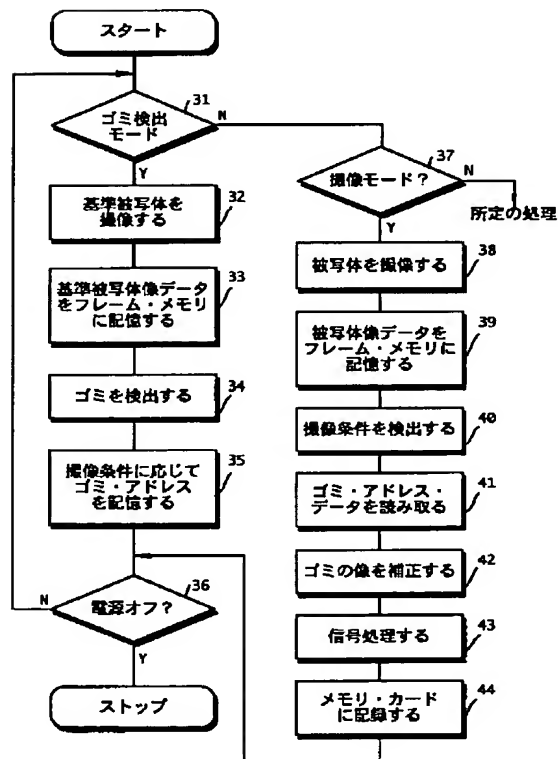 スタート
31
ゴミ検出
モード
N
Y
32
基準被写体を
撮像する
33
基準被写体像データ
をフレーム・メモリ
に記憶する
34
ゴミを検出する
35
撮像条件に応じて
ゴミ・アドレス
を記憶する
36
電源オフ?
N
Y
ストップ
37
撮像モード?
N
所定の処理
Y
38
被写体を撮像する
39
被写体像データを
フレーム・メモリに
記憶する
40
撮像条件を検出する
41
ゴミ・アドレス・
データを読み取る
42
ゴミの像を補正する
43
信号処理する
44
メモリ・カード
に記録する